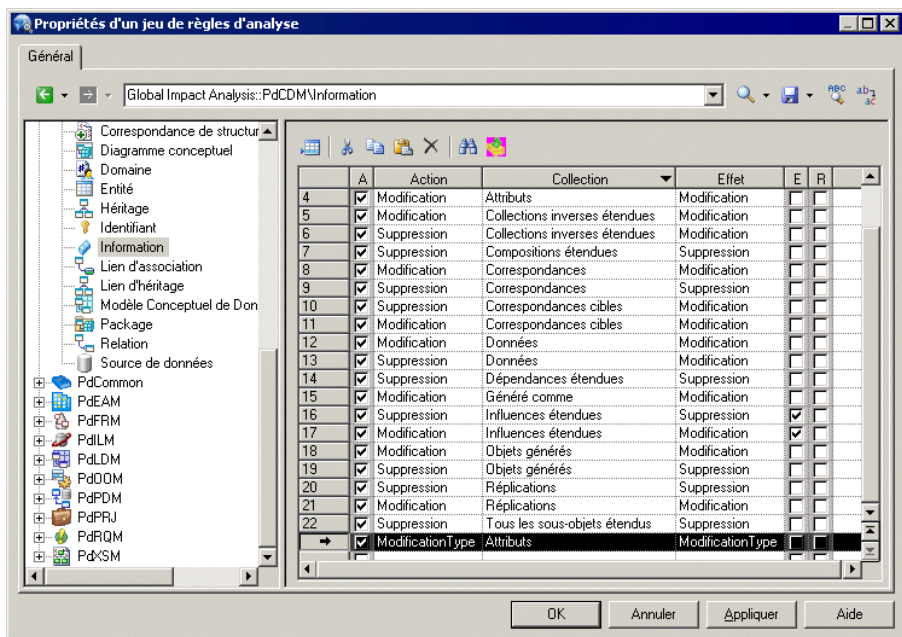 Propriétés d'un jeu de règles d'analyse
Général
Global Impact Analysis::PdCDM\Information
ABC
ab
ac
Correspondance de structur
Diagramme conceptuel
Domaine
Entité
Héritage
Identifiant
Information
Lien d'association
Lien d'héritage
Modèle Conceptuel de Don
Package
Relation
Source de données
PdCommon
PdEAM
PdFRM
PdILM
PdLDM
PdOOM
PdPDM
PdPRJ
PdRQM
PdXSM
A Action Collection Effet E R
4 Modification Attributs Modification
5 Modification Collections inverses étendues Modification
6 Suppression Collections inverses étendues Modification
7 Suppression Compositions étendues Suppression
8 Modification Correspondances Modification
9 Suppression Correspondances Suppression
10 Suppression Correspondances cibles Modification
11 Modification Correspondances cibles Modification
12 Modification Données Modification
13 Suppression Données Modification
14 Suppression Dépendances étendues Suppression
15 Modification Généré comme Modification
16 Suppression Influences étendues Suppression
17 Modification Influences étendues Modification
18 Modification Objets générés Modification
19 Suppression Objets générés Suppression
20 Suppression Réplications Suppression
21 Modification Réplications Modification
22 Suppression Tous les sous-objets étendus Suppression
ModificationType Attributs ModificationType
OK Annuler Appliquer Aide